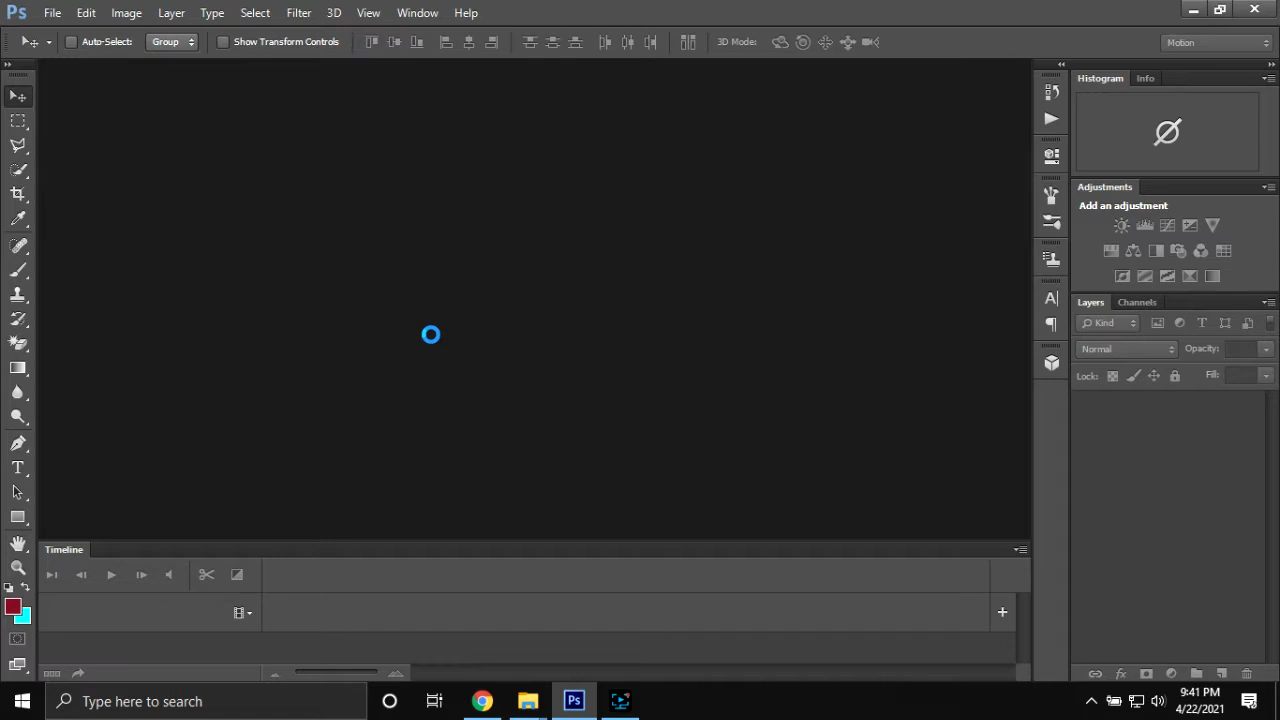 Ps File Edit Image Layer Type Select Filter 3D View Window Help
Auto-Select: Group Show Transform Controls 3D Mode: Motion
Histogram Info
Adjustments
Add an adjustment
Layers Channels
Kind
Normal Opacity:
Lock: Fill:
A
T
Timeline
Type here to search Ps 9:41 PM
4/22/2021